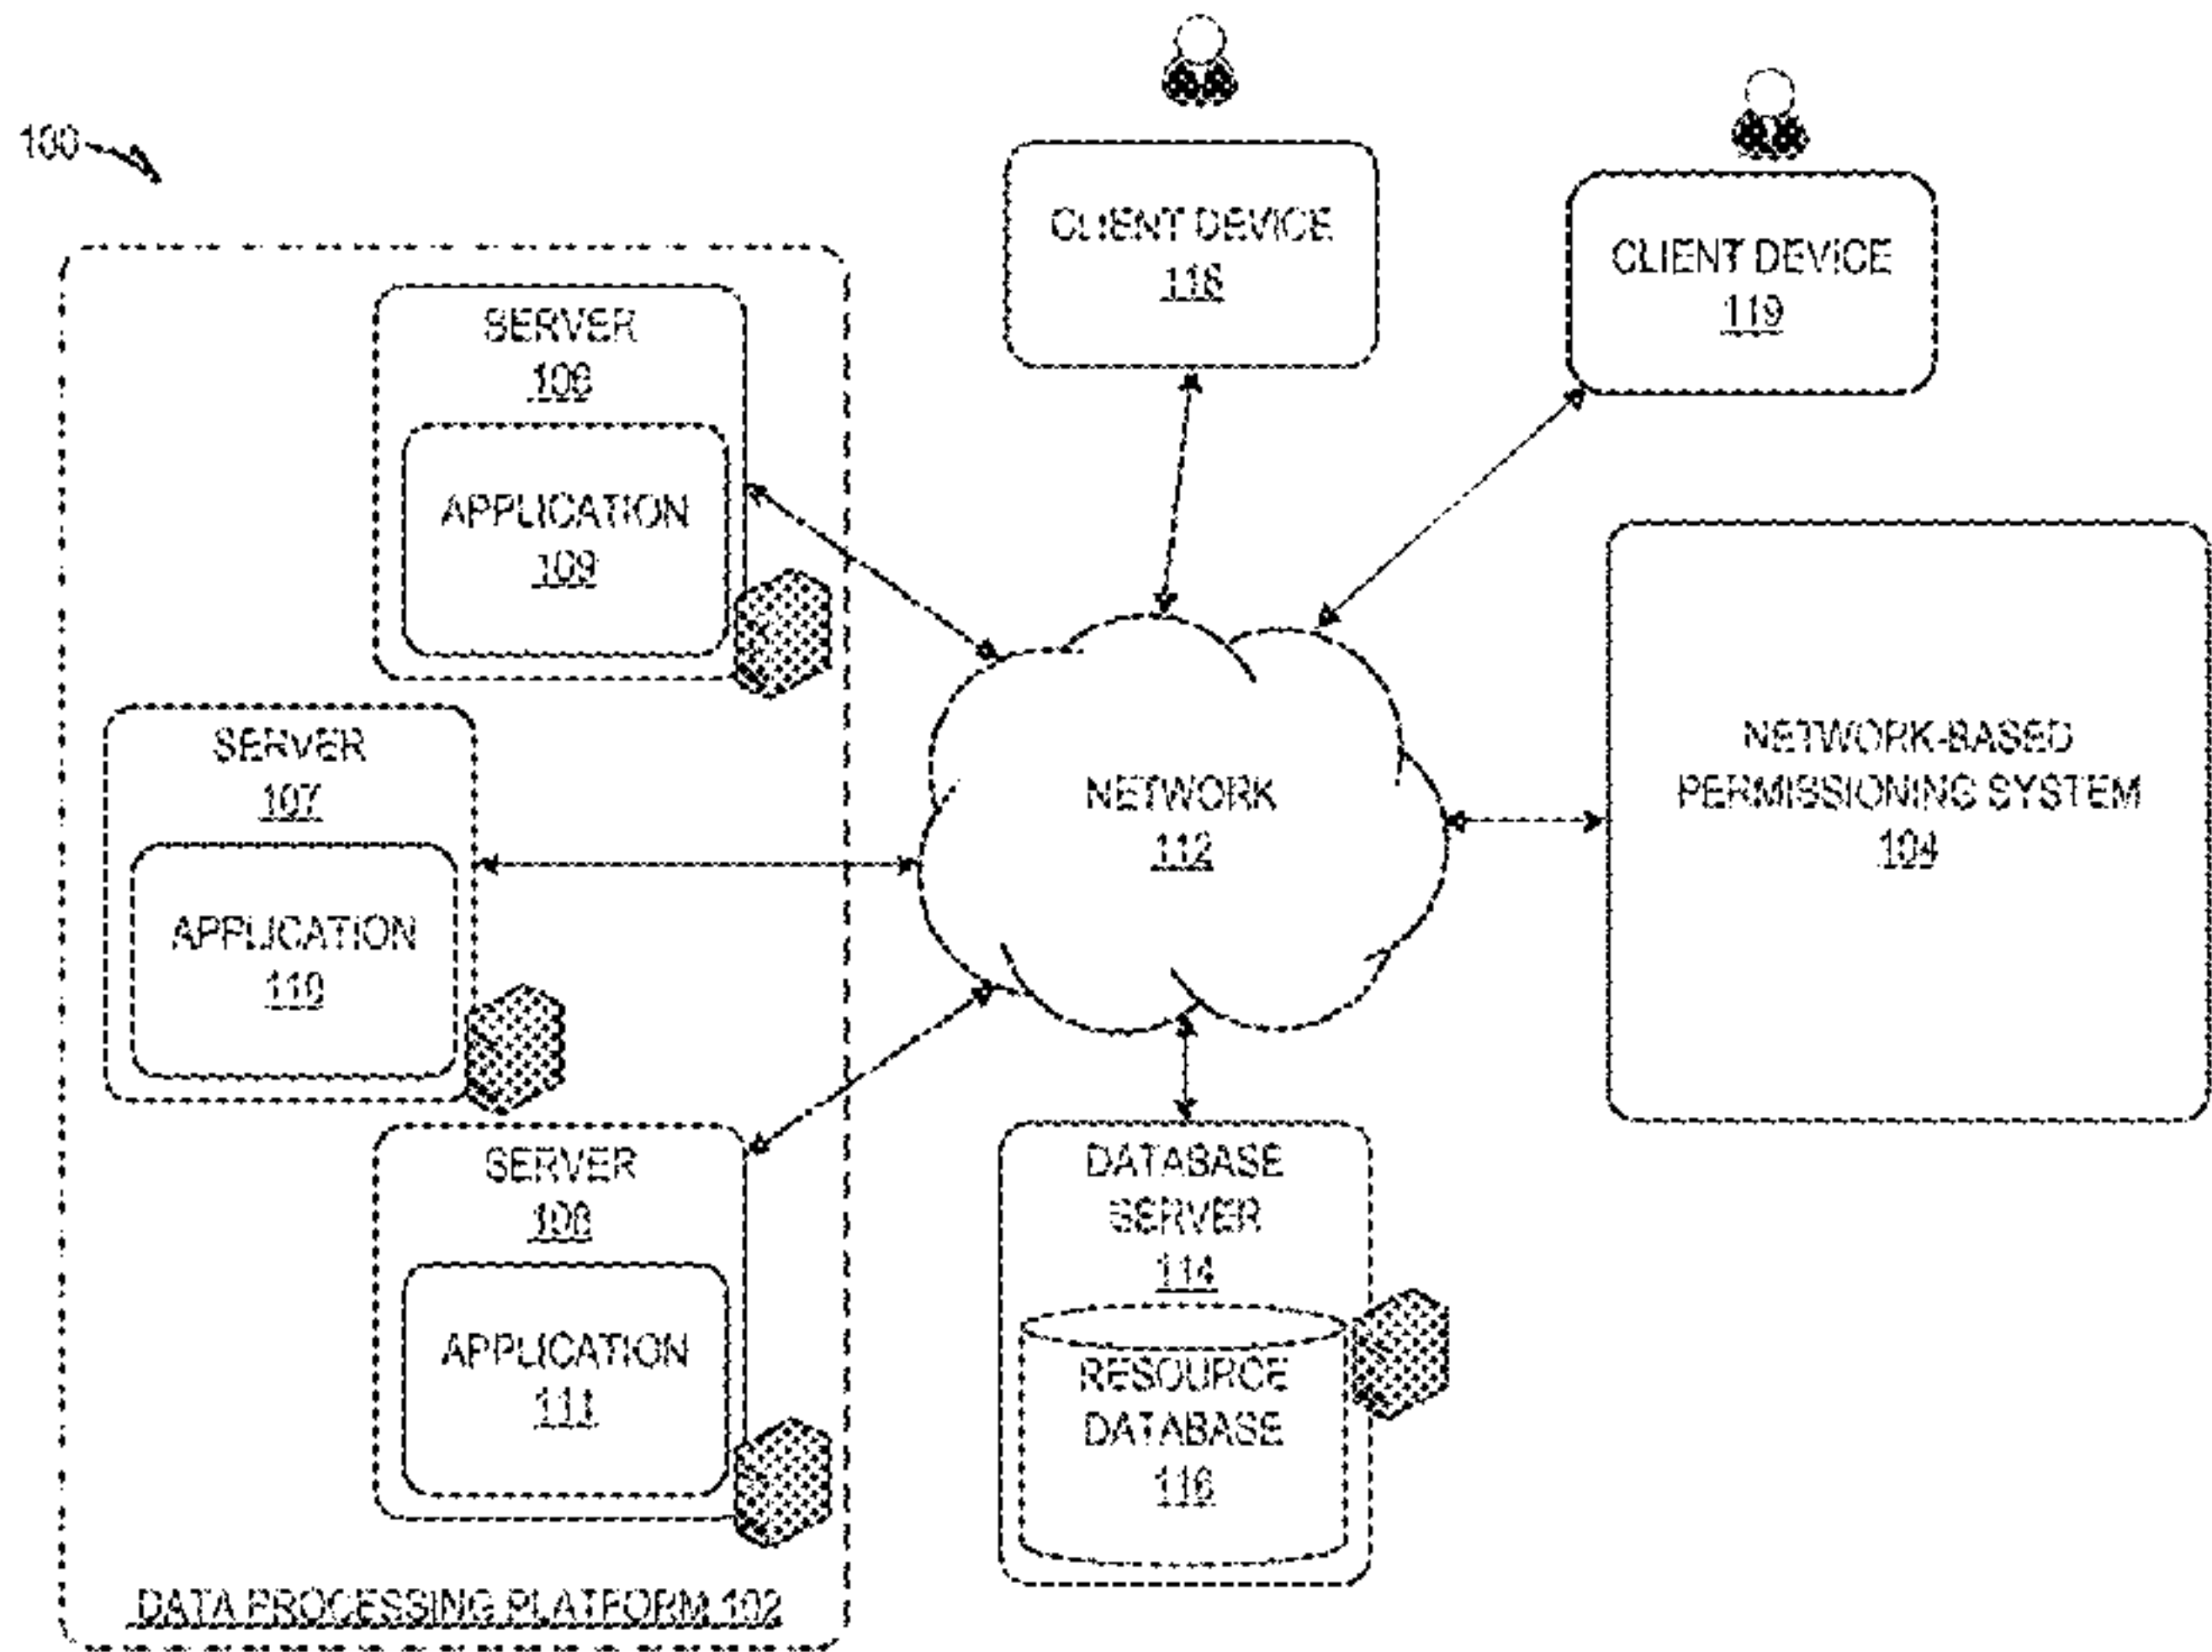 100
CLIENT DEVICE
118
CLIENT DEVICE
119
SERVER
106
APPLICATION
109
SERVER
107
APPLICATION
110
SERVER
108
APPLICATION
111
DATA PROCESSING PLATFORM 102
NETWORK
112
NETWORK-BASED
PERMISSIONING SYSTEM
104
DATABASE
SERVER
114
RESOURCE
DATABASE
116